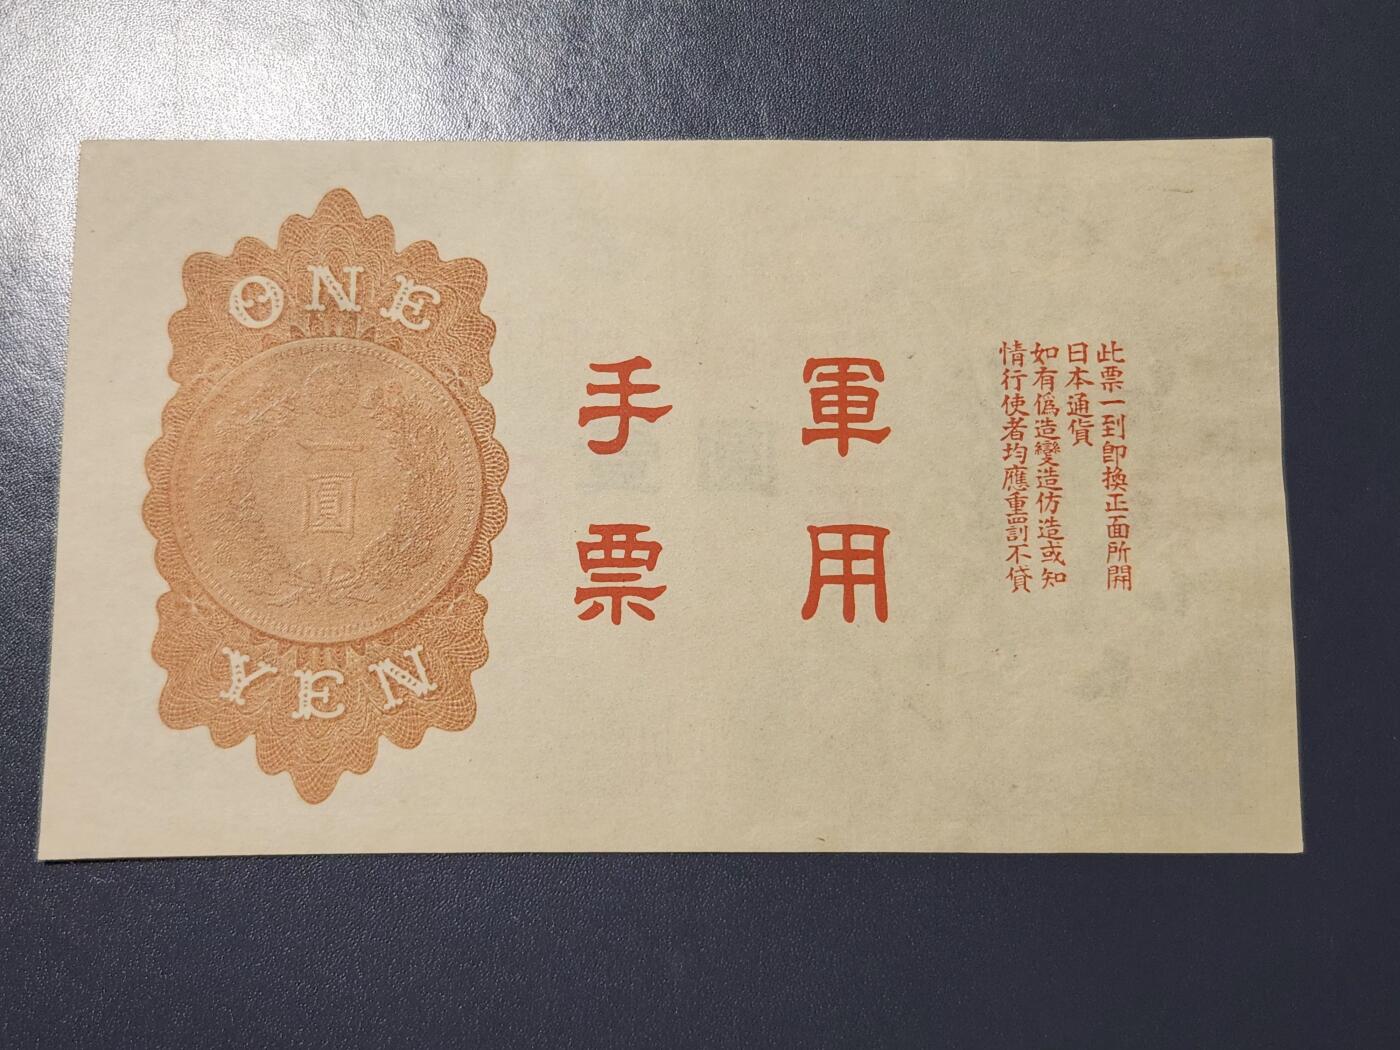 此票一到即換正面所開
日本通貨
如有僞造變造仿造或知
情行使者均應重罰不貸
軍用
手票
ONE
一圓
YEN